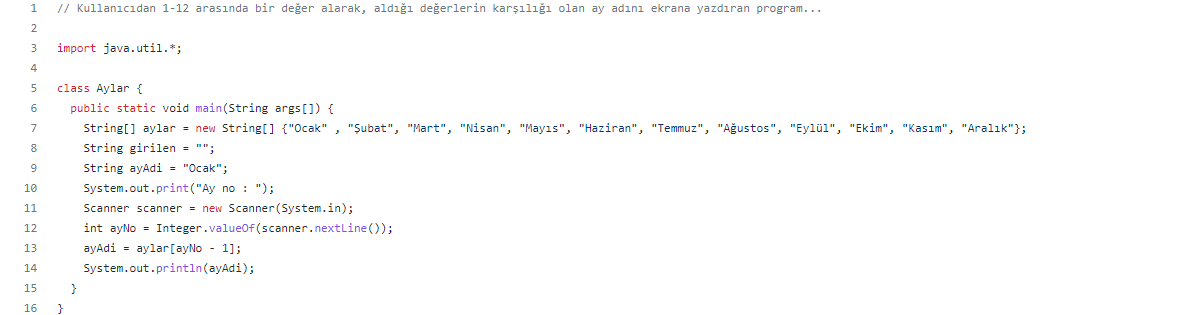 1 // Kullanıcıdan 1-12 arasında bir değer alarak, aldığı değerlerin karşılığı olan ay adını ekrana yazdıran program...
2
3 import java.util.*;
4
5 class Aylar {
6 public static void main(String args[]) {
7 String[] aylar = new String[] {"Ocak" , "Şubat", "Mart", "Nisan", "Mayıs", "Haziran", "Temmuz", "Ağustos", "Eylül", "Ekim", "Kasım", "Aralık"};
8 String girilen = "";
9 String ayAdi = "Ocak";
10 System.out.print("Ay no : ");
11 Scanner scanner = new Scanner(System.in);
12 int ayNo = Integer.valueOf(scanner.nextLine());
13 ayAdi = aylar[ayNo - 1];
14 System.out.println(ayAdi);
15 }
16 }